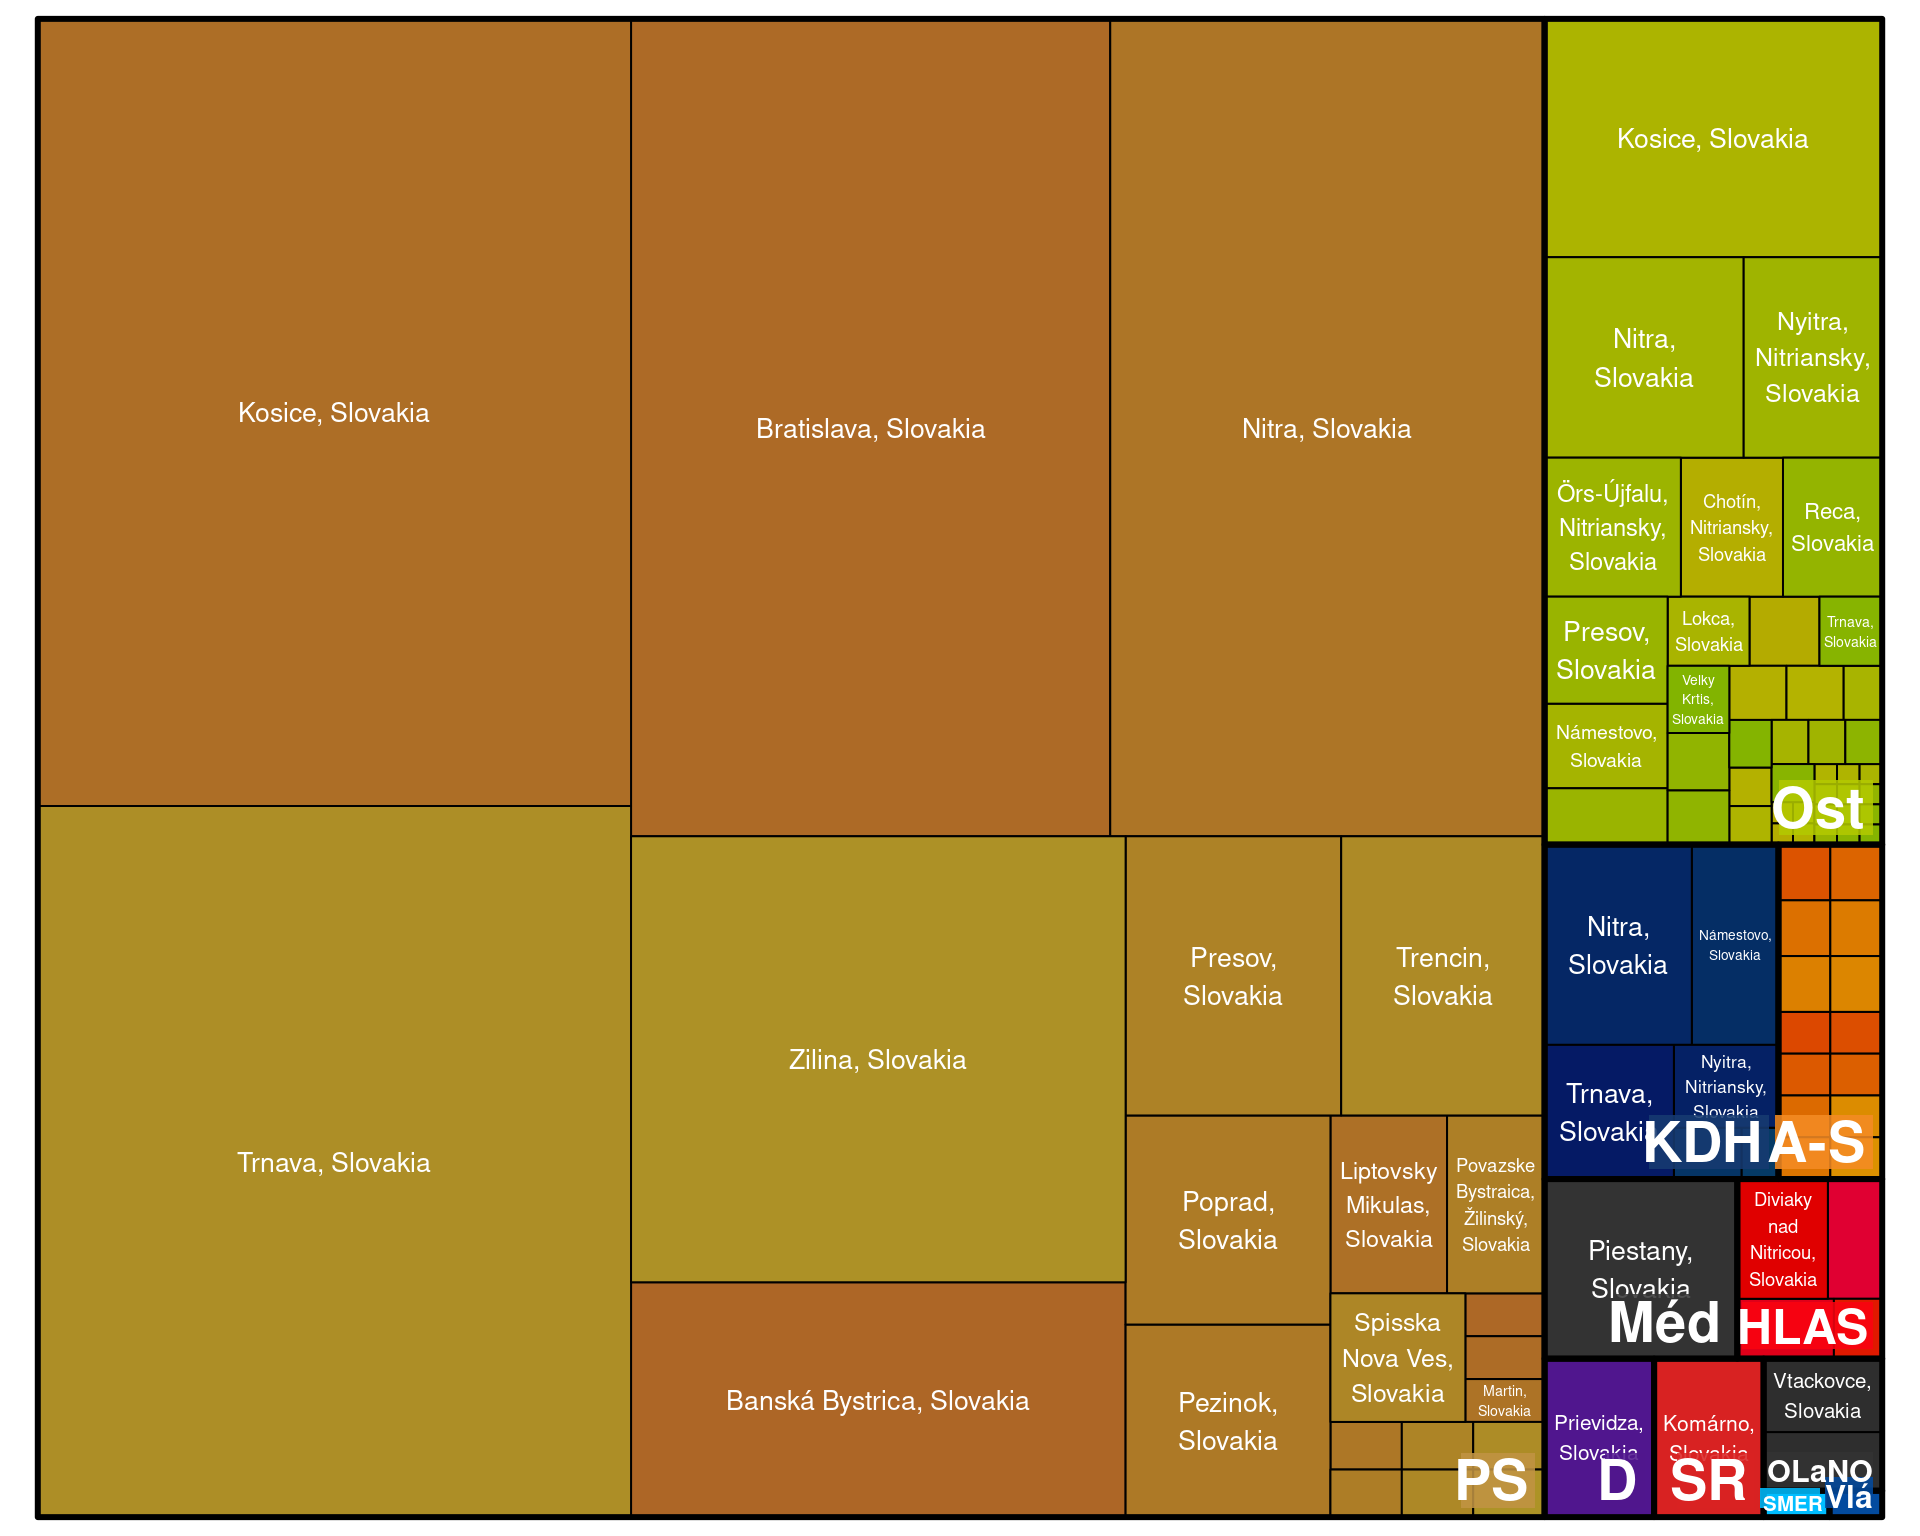 Kosice, Slovakia
Bratislava, Slovakia
Nitra, Slovakia
Trnava, Slovakia
Zilina, Slovakia
Banská Bystrica, Slovakia
Presov,
Slovakia
Trencin,
Slovakia
Poprad,
Slovakia
Liptovsky
Mikulas,
Slovakia
Povazske
Bystraica,
Žilinský,
Slovakia
Pezinok,
Slovakia
Spisska
Nova Ves,
Slovakia
Martin,
Slovakia
PS
Kosice, Slovakia
Nitra,
Slovakia
Nyitra,
Nitriansky,
Slovakia
Örs-Újfalu,
Nitriansky,
Slovakia
Chotín,
Nitriansky,
Slovakia
Reca,
Slovakia
Presov,
Slovakia
Lokca,
Slovakia
Trnava,
Slovakia
Velky
Krtis,
Slovakia
Námestovo,
Slovakia
Ost
Nitra,
Slovakia
Námestovo,
Slovakia
Trnava,
Slovakia
Nyitra,
Nitriansky,
Slovakia
KDH
A-S
Piestany,
Slovakia
Méd
Diviaky
nad
Nitricou,
Slovakia
HLAS
Prievidza,
Slovakia
D
Komárno,
Slovakia
SR
Vtackovce,
Slovakia
OLaNO
SMER
Vlá